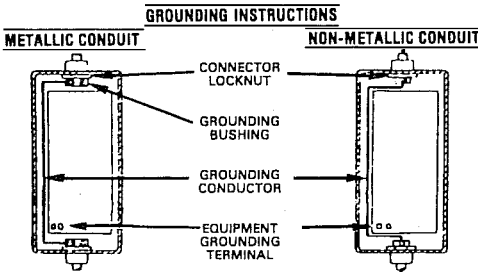 GROUNDING INSTRUCTIONS
METALLIC CONDUIT
NON-METALLIC CONDUIT
CONNECTOR
LOCKNUT
GROUNDING
BUSHING
GROUNDING
CONDUCTOR
EQUIPMENT
GROUNDING
TERMINAL